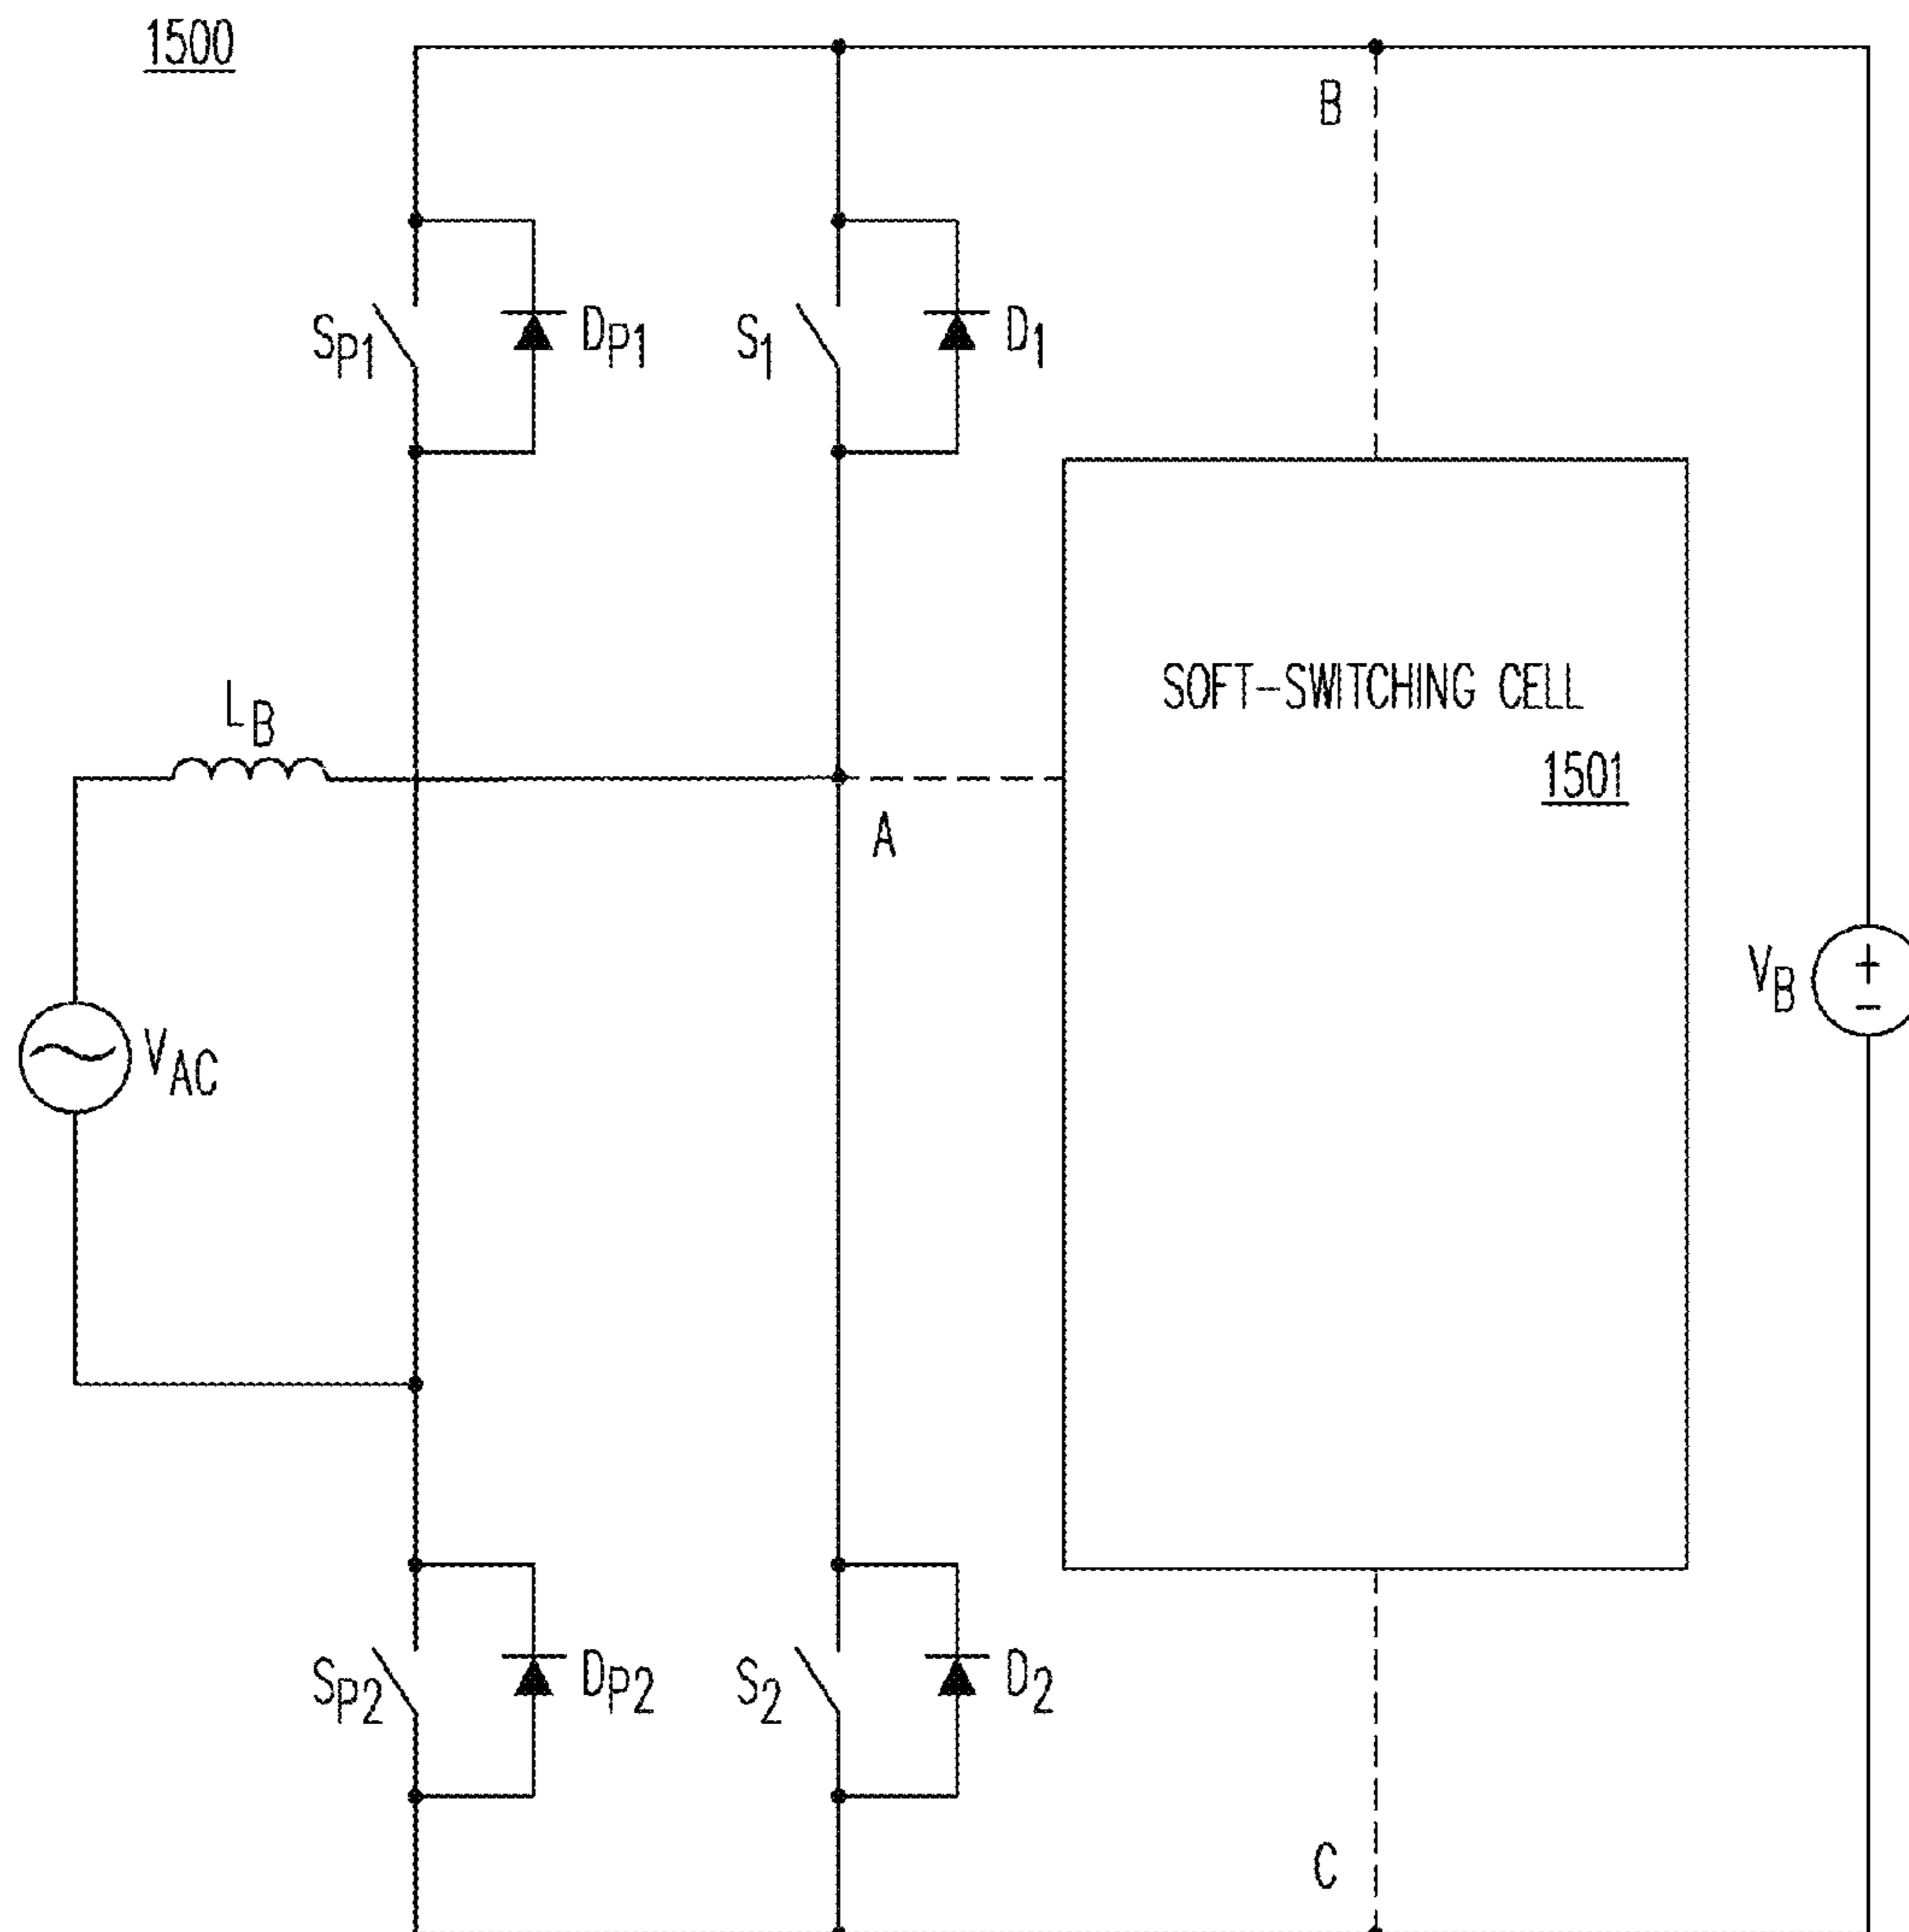 1500
B
SP1
DP1
S1
D1
LB
SOFT-SWITCHING CELL
1501
A
VB
+
−
VAC
SP2
DP2
S2
D2
C